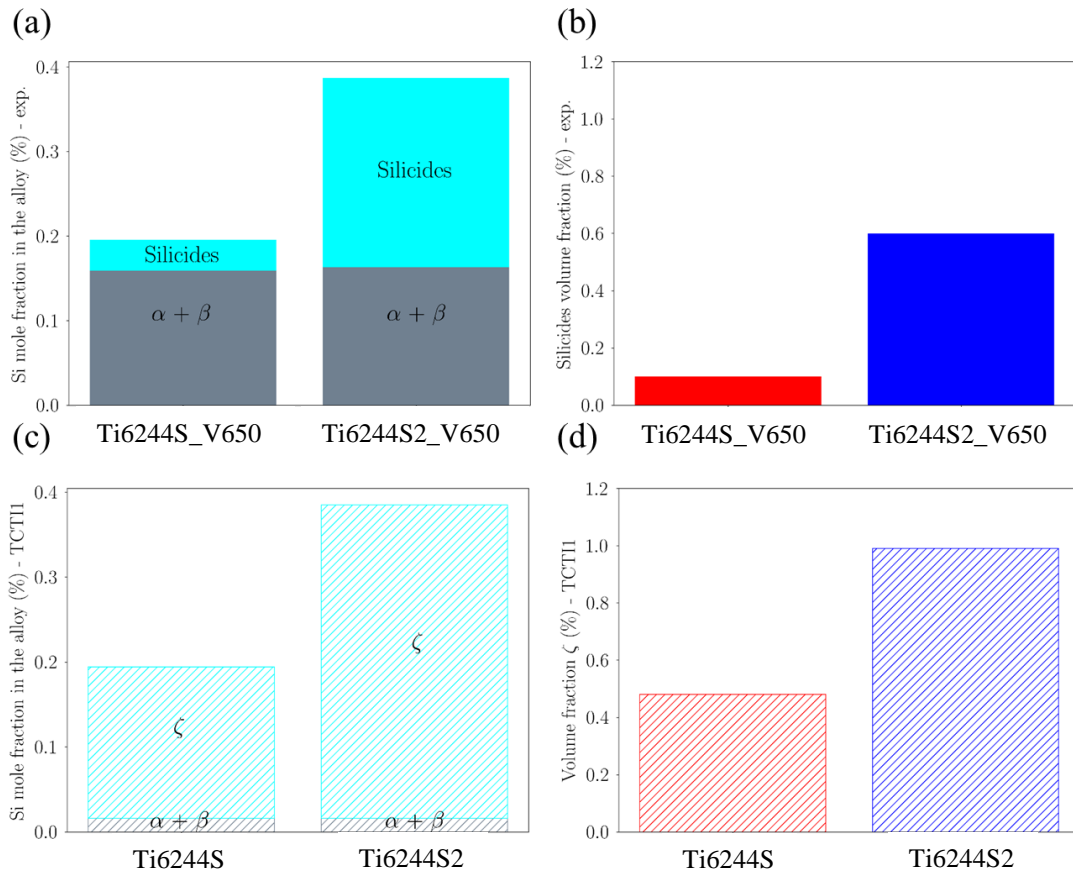 (a)
Si mole fraction in the alloy (%) - exp.
0.4
0.3
0.2
0.1
0.0
Silicides
α + β
Silicides
α + β
Ti6244S_V650
Ti6244S2_V650
(b)
Silicides volume fraction (%) - exp.
1.2
1.0
0.8
0.6
0.4
0.2
0.0
Ti6244S_V650
Ti6244S2_V650
(c)
Si mole fraction in the alloy (%) - TCTI1
0.4
0.3
0.2
0.1
0.0
ζ
α + β
ζ
α + β
Ti6244S
Ti6244S2
(d)
Volume fraction ζ (%) - TCTI1
1.2
1.0
0.8
0.6
0.4
0.2
0.0
Ti6244S
Ti6244S2